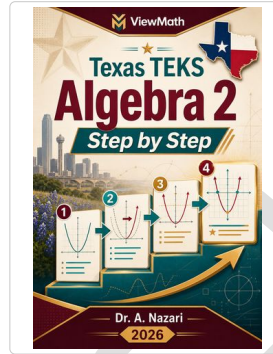 ViewMath
Texas TEKS
Algebra 2
Step by Step
1
2
3
4
Dr. A. Nazari
2026